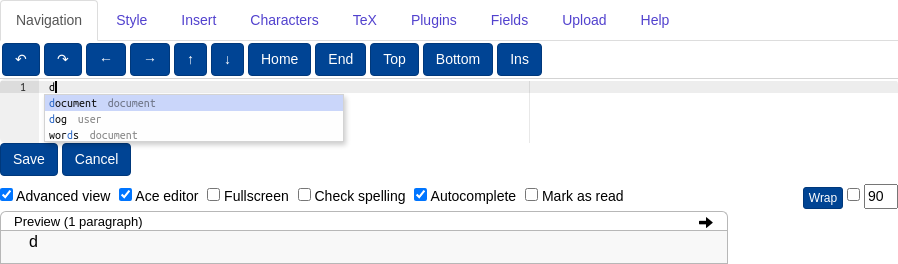 Navigation Style Insert Characters TeX Plugins Fields Upload Help
↶ ↷ ← → ↑ ↓ Home End Top Bottom Ins
1 d
document document
dog user
words document
Save Cancel
Advanced view Ace editor Fullscreen Check spelling Autocomplete Mark as read Wrap 90
Preview (1 paragraph)
d